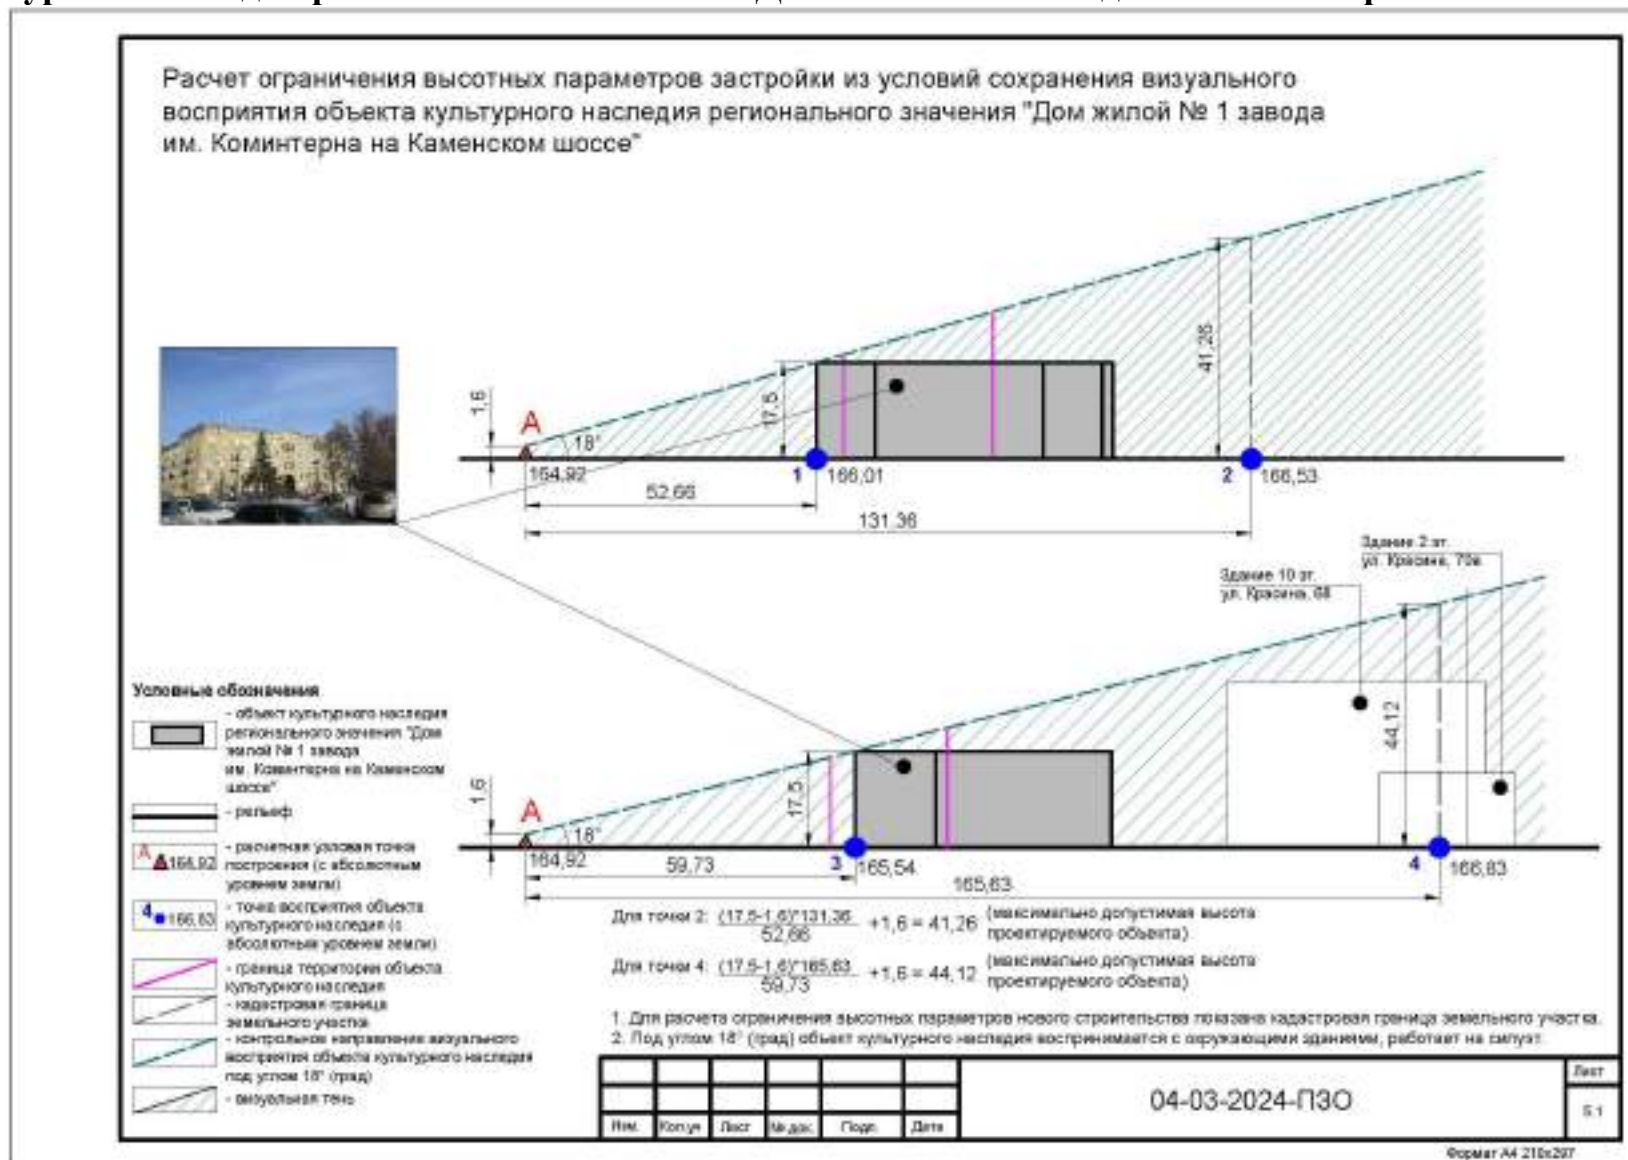 Расчет ограничения высотных параметров застройки из условий сохранения визуального
восприятия объекта культурного наследия регионального значения "Дом жилой № 1 завода
им. Коминтерна на Каменском шоссе"
41,26
17,5
1,6
А
18°
164,92
1
166,01
2
166,53
52,66
131,36
Здание 2 эт.
ул. Красина, 70а
Здание 10 эт.
ул. Красина, 68
44,12
17,5
1,6
А
18°
164,92
3
165,54
4
166,83
59,73
165,63
Условные обозначения
- объект культурного наследия
регионального значения "Дом
жилой № 1 завода
им. Коминтерна на Каменском
шоссе"
- рельеф
А 164,92
- расчетная узловая точка
построения (с абсолютным
уровнем земли)
4 166,83
- точка восприятия объекта
культурного наследия (с
абсолютным уровнем земли)
- граница территории объекта
культурного наследия
- кадастровая граница
земельного участка
- контрольное направление визуального
восприятия объекта культурного наследия
под углом 18° (град)
- визуальная тень
Для точки 2: (17,5-1,6)*131,36 +1,6 = 41,26 (максимально допустимая высота
52,66 проектируемого объекта)
Для точки 4: (17,5-1,6)*165,63 +1,6 = 44,12 (максимально допустимая высота
59,73 проектируемого объекта)
1. Для расчета ограничения высотных параметров нового строительства показана кадастровая граница земельного участка.
2. Под углом 18° (град) объект культурного наследия воспринимается с окружающими зданиями, работает на силуэт.
Изм. Кол.уч Лист № док. Подп. Дата
04-03-2024-ПЗО
Лист
5.1
Формат А4 210х297